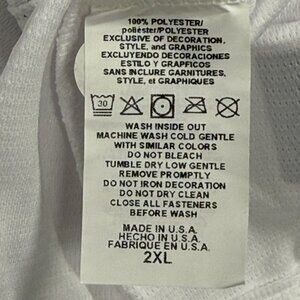 100% POLYESTER/
poliéster/POLYESTER
EXCLUSIVE OF DECORATION,
STYLE, and GRAPHICS
EXCLUYENDO DECORACIONES
ESTILO Y GRAPFICOS
SANS INCLURE GARNITURES,
STYLE, et GRAPHIQUES
30
WASH INSIDE OUT
MACHINE WASH COLD GENTLE
WITH SIMILAR COLORS
DO NOT BLEACH
TUMBLE DRY LOW GENTLE
REMOVE PROMPTLY
DO NOT IRON DECORATION
DO NOT DRY CLEAN
CLOSE ALL FASTENERS
BEFORE WASH
MADE IN U.S.A.
HECHO IN U.S.A.
FABRIQUE EN U.S.A.
2XL